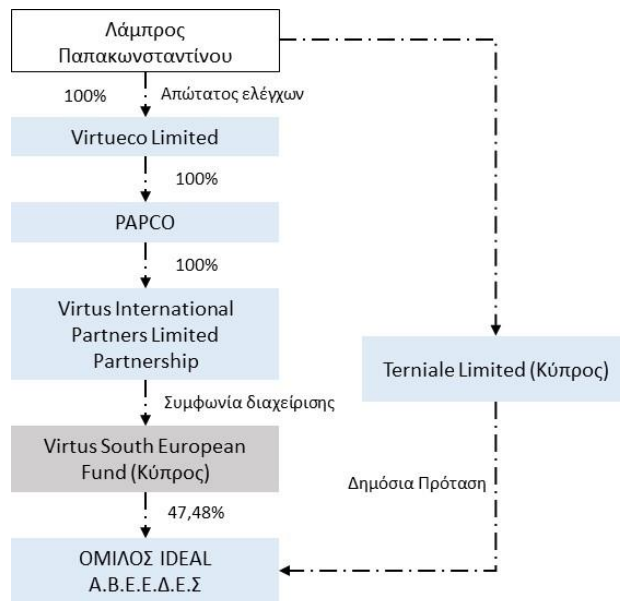 Λάμπρος
Παπακωνσταντίνου
100%
Απώτατος ελέγχων
Virtueco Limited
100%
PAPCO
100%
Virtus International
Partners Limited
Partnership
Terniale Limited (Κύπρος)
Συμφωνία διαχείρισης
Virtus South European
Fund (Κύπρος)
Δημόσια Πρόταση
47,48%
ΟΜΙΛΟΣ IDEAL
Α.Β.Ε.Ε.Δ.Ε.Σ